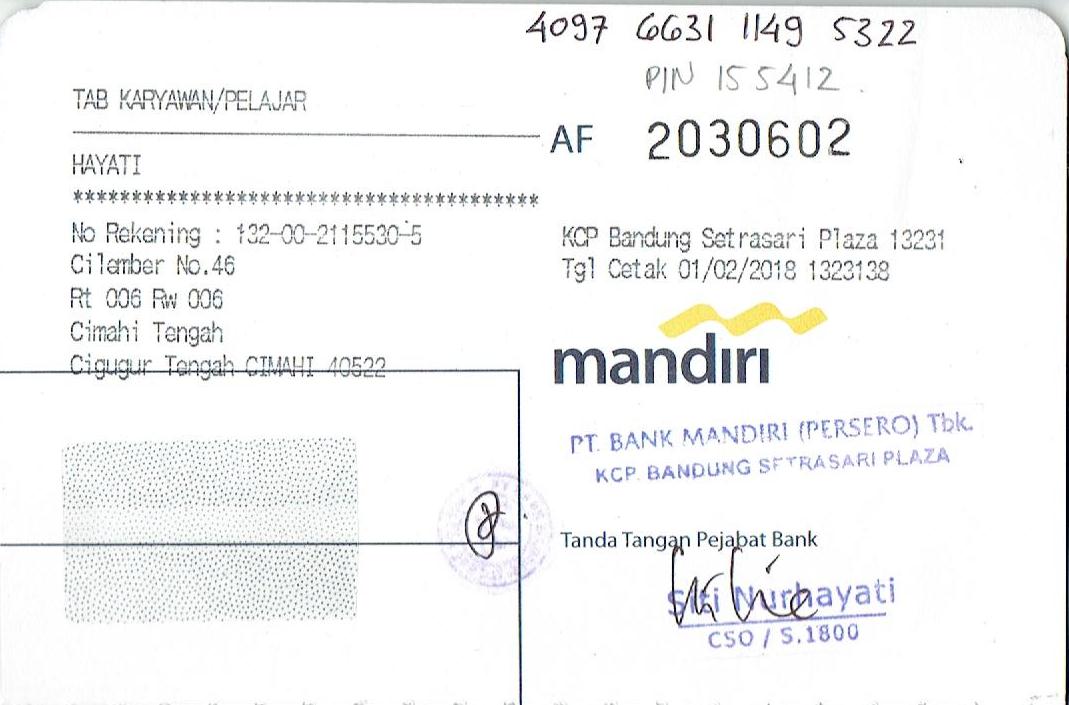 4097 6631 1149 5322
PIN 155412.
TAB KARYAWAN/PELAJAR
AF 2030602
HAYATI
***************************************
No Rekening : 132-00-2115530-5
Cilember No.46
Rt 006 Rw 006
Cimahi Tengah
Cigugur Tengah CIMAHI 40522
KCP Bandung Setrasari Plaza 13231
Tgl Cetak 01/02/2018 1323138
mandiri
PT. BANK MANDIRI (PERSERO) Tbk.
KCP. BANDUNG SETRASARI PLAZA
Tanda Tangan Pejabat Bank
Siti Nurhayati
CSO / S.1800